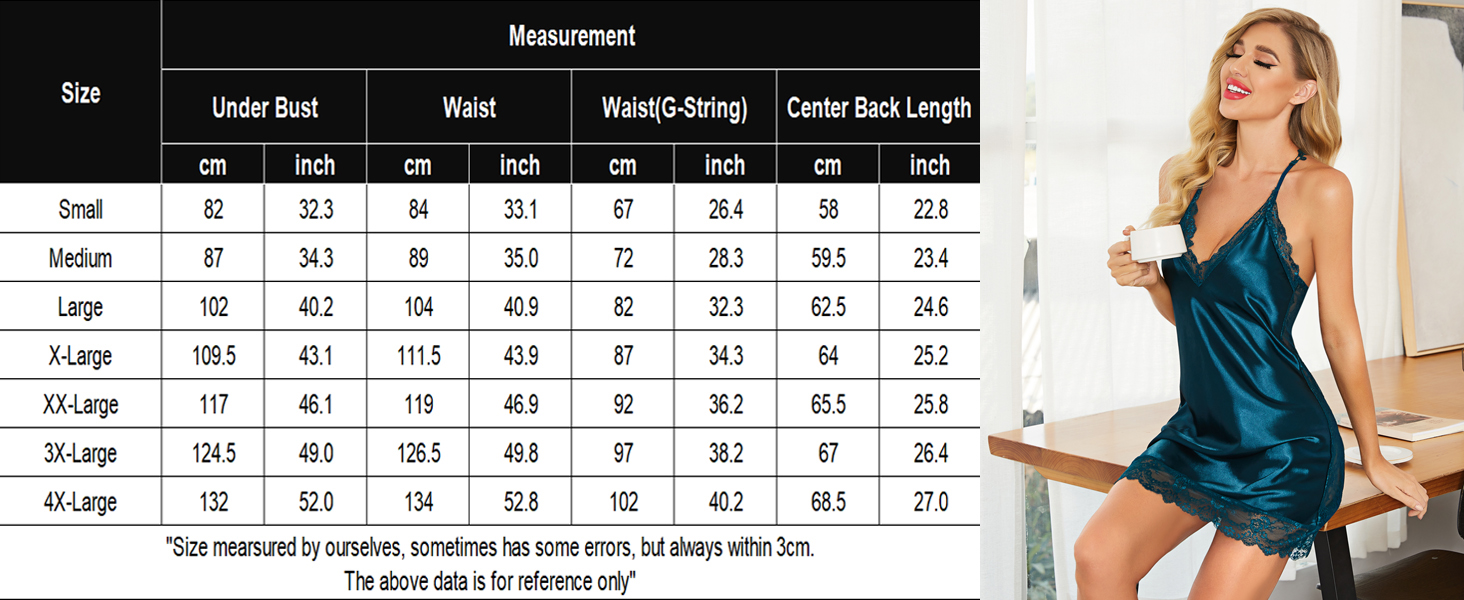 Size
Measurement
Under Bust Waist Waist(G-String) Center Back Length
cm inch cm inch cm inch cm inch
Small 82 32.3 84 33.1 67 26.4 58 22.8
Medium 87 34.3 89 35.0 72 28.3 59.5 23.4
Large 102 40.2 104 40.9 82 32.3 62.5 24.6
X-Large 109.5 43.1 111.5 43.9 87 34.3 64 25.2
XX-Large 117 46.1 119 46.9 92 36.2 65.5 25.8
3X-Large 124.5 49.0 126.5 49.8 97 38.2 67 26.4
4X-Large 132 52.0 134 52.8 102 40.2 68.5 27.0
"Size mearsured by ourselves, sometimes has some errors, but always within 3cm.
The above data is for reference only"